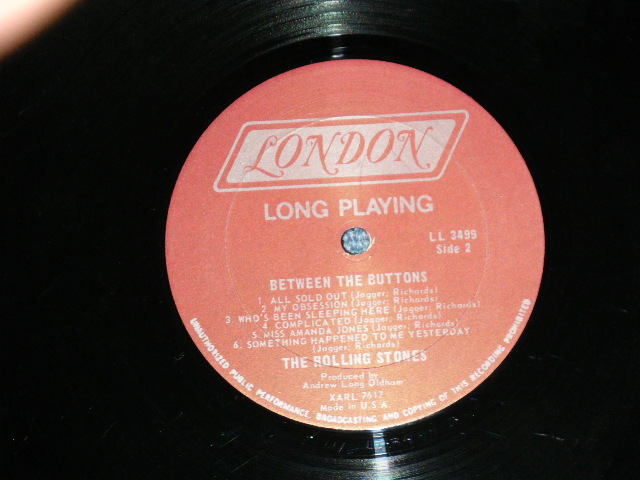 LONDON
LONG PLAYING
LL 3499
Side 2
BETWEEN THE BUTTONS
1. ALL SOLD OUT (Jagger; Richards)
2. MY OBSESSION (Jagger; Richards)
3. WHO'S BEEN SLEEPING HERE (Jagger; Richards)
4. COMPLICATED (Jagger; Richards)
5. MISS AMANDA JONES (Jagger; Richards)
6. SOMETHING HAPPENED TO ME YESTERDAY
(Jagger; Richards)
THE ROLLING STONES
Produced by
Andrew Long Oldham
XARL 7517
Made in U.S.A.
UNAUTHORIZED PUBLIC PERFORMANCE, BROADCASTING AND COPYING OF THIS RECORDING PROHIBITED